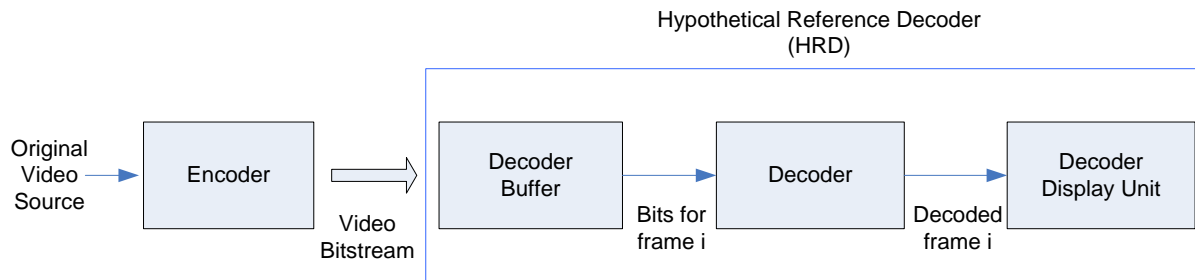 Hypothetical Reference Decoder
(HRD)
Original
Video
Source
Encoder
Video
Bitstream
Decoder
Buffer
Bits for
frame i
Decoder
Decoded
frame i
Decoder
Display Unit